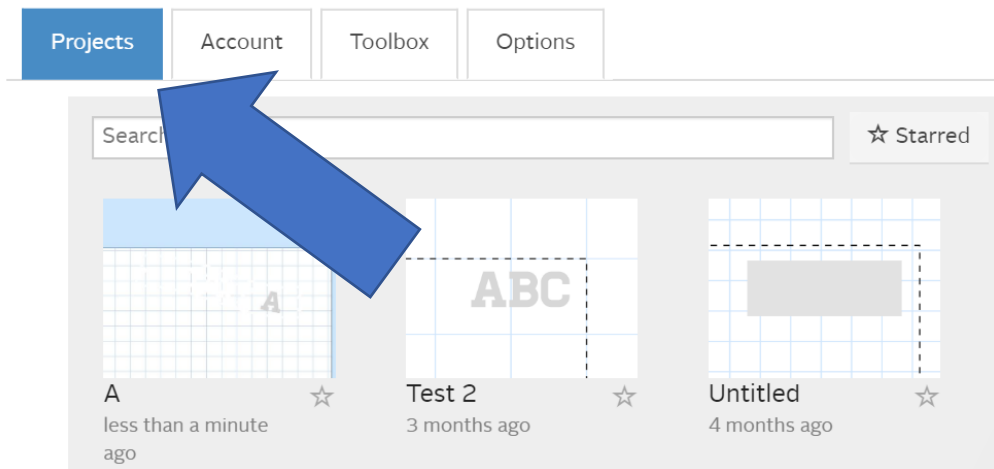 Projects Account Toolbox Options
Search
☆ Starred
A
ABC
A Test 2 Untitled
less than a minute ago 3 months ago 4 months ago